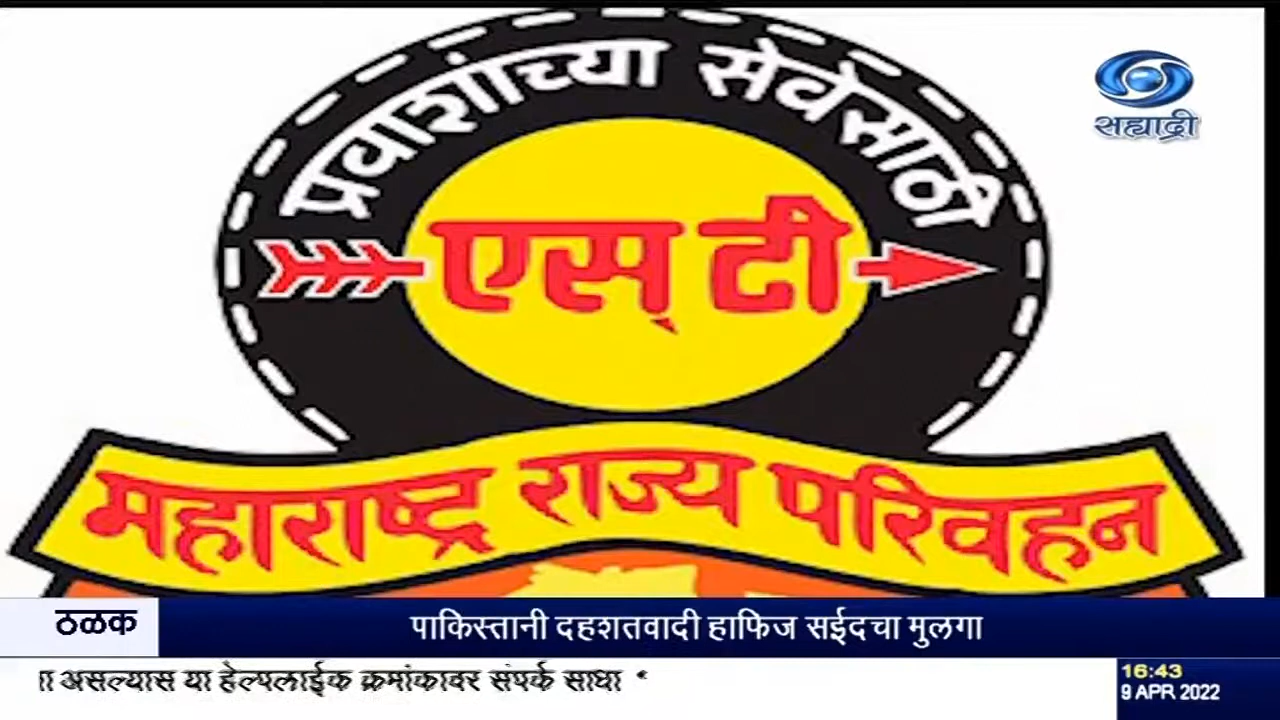 प्रवाशांच्या सेवेसाठी
सह्याद्री
एस् टी
महाराष्ट्र राज्य परिवहन
ठळक
पाकिस्तानी दहशतवादी हाफिज सईदचा मुलगा
असल्यास या हेल्पलाईक क्रमांकावर संपर्क साधा *
16:43
9 APR 2022